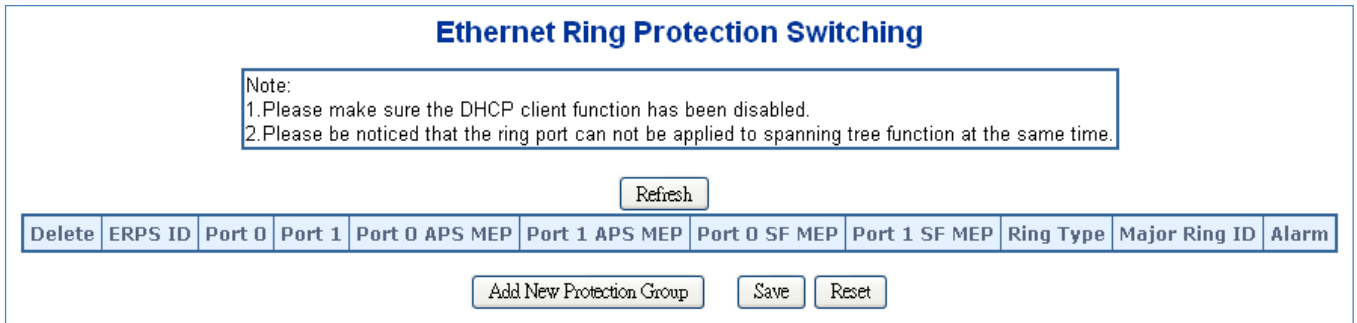 Ethernet Ring Protection Switching
Note:
1.Please make sure the DHCP client function has been disabled.
2.Please be noticed that the ring port can not be applied to spanning tree function at the same time.
Refresh
Delete ERPS ID Port 0 Port 1 Port 0 APS MEP Port 1 APS MEP Port 0 SF MEP Port 1 SF MEP Ring Type Major Ring ID Alarm
Add New Protection Group Save Reset